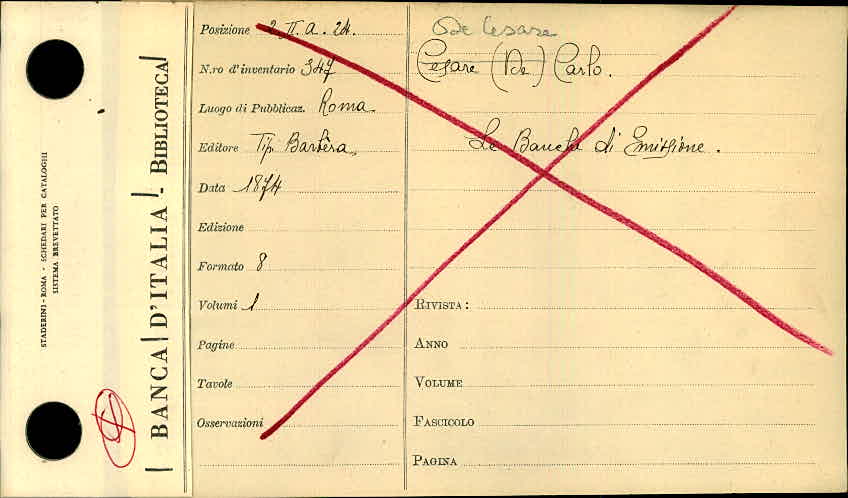 STADERINI - ROMA - SCHEDARI PER CATALOGHI
SISTEMA BREVETTATO
BANCA D'ITALIA - BIBLIOTECA
Posizione 2. II. a. 24.
N.ro d'inventario 347
Luogo di Pubblicaz. Roma
Editore Tip. Barbèra
Data 1874
Edizione
Formato 8
Volumi 1
Pagine
Tavole
Osservazioni
De Cesare
Cesare (De) Carlo.
Le Banche di Emissione.
RIVISTA:
ANNO
VOLUME
FASCICOLO
PAGINA